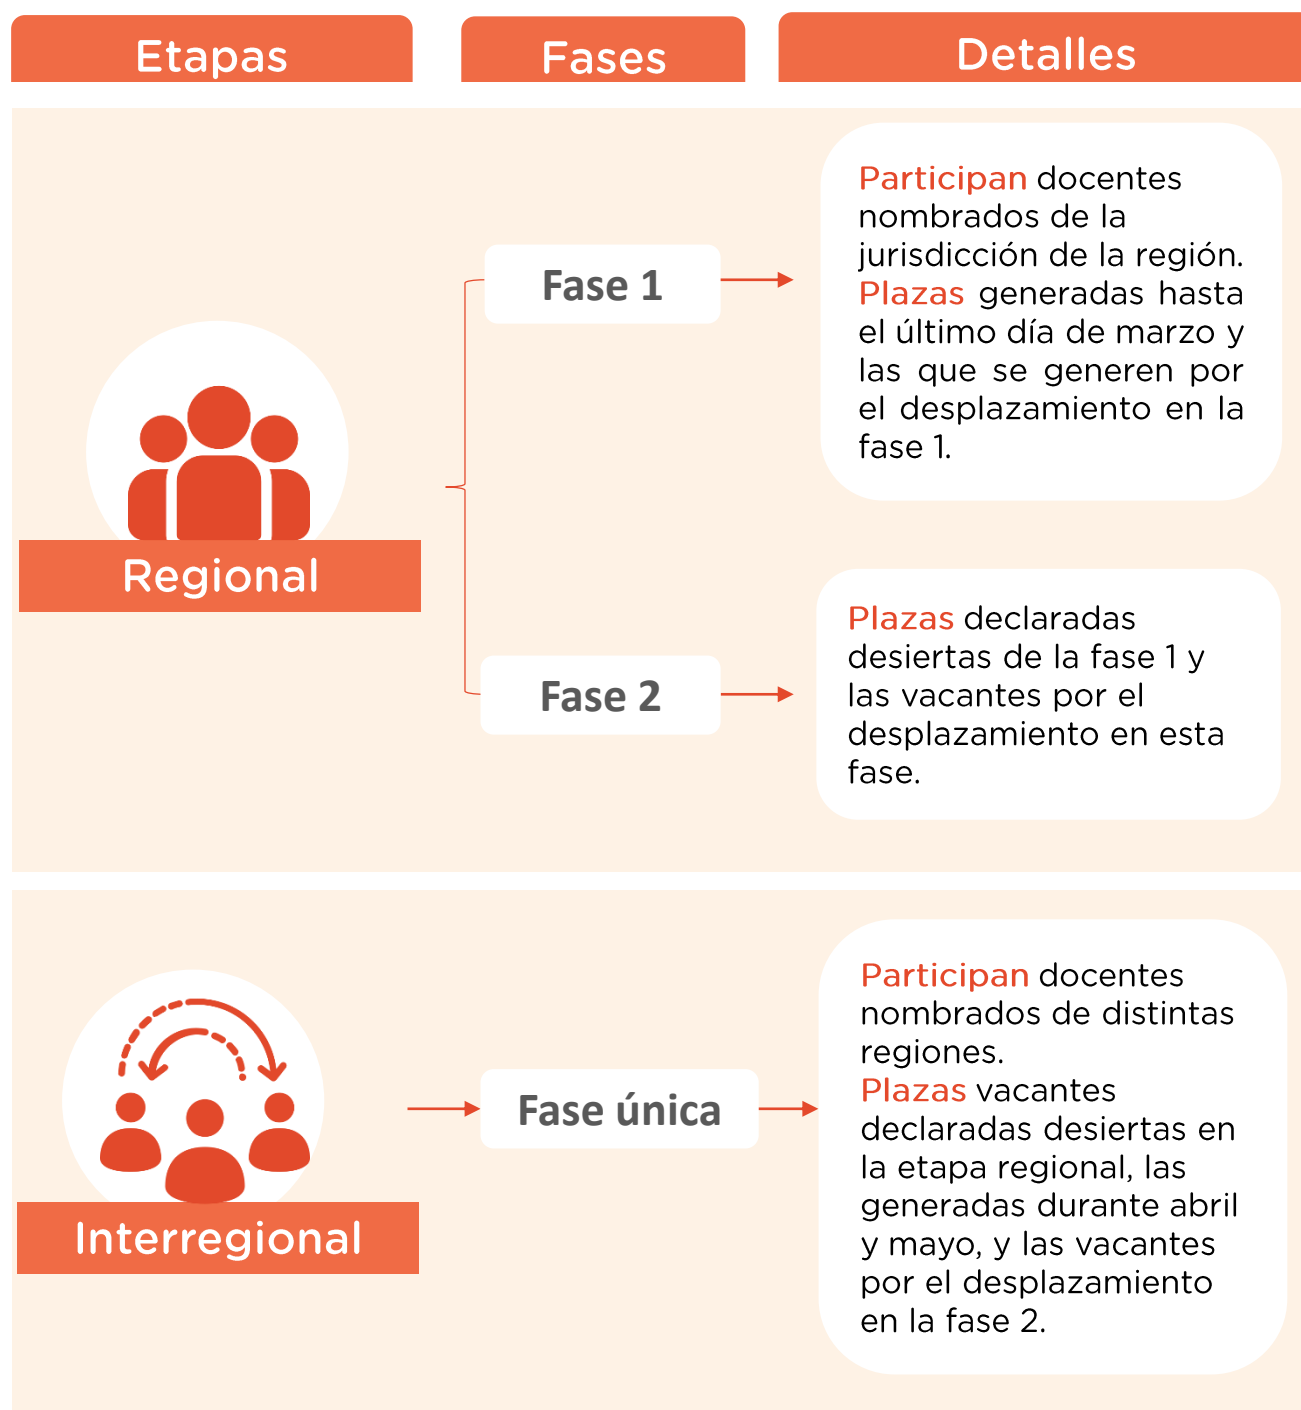 Etapas
Fases
Detalles
Regional
Fase 1
Participan docentes
nombrados de la
jurisdicción de la región.
Plazas generadas hasta
el último día de marzo y
las que se generen por
el desplazamiento en la
fase 1.
Fase 2
Plazas declaradas
desiertas de la fase 1 y
las vacantes por el
desplazamiento en esta
fase.
Interregional
Fase única
Participan docentes
nombrados de distintas
regiones.
Plazas vacantes
declaradas desiertas en
la etapa regional, las
generadas durante abril
y mayo, y las vacantes
por el desplazamiento
en la fase 2.